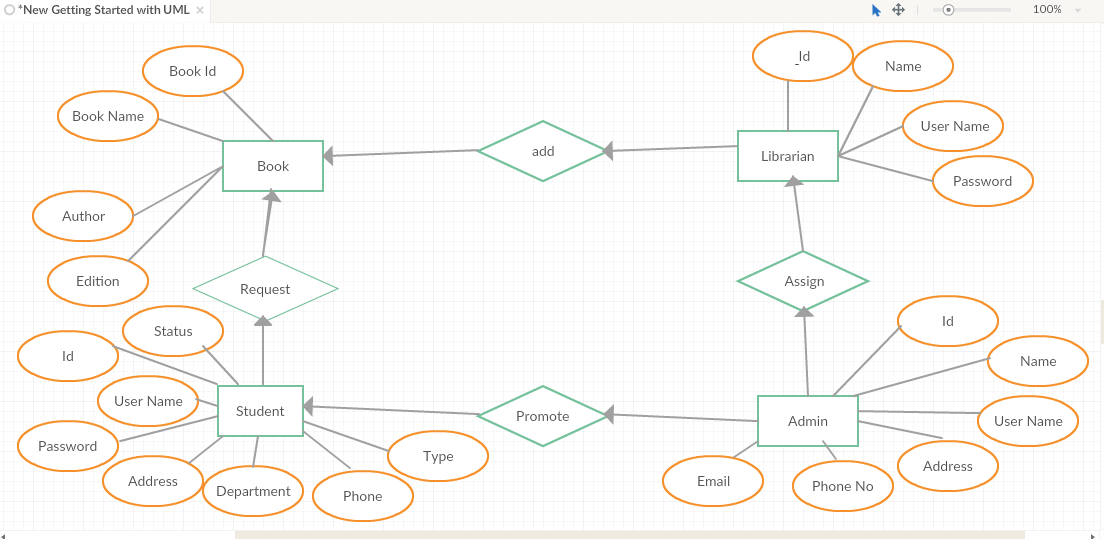 *New Getting Started with UML
100%
Book Id
Book Name
Book
Author
Edition
add
_Id
Name
User Name
Password
Librarian
Request
Assign
Status
Id
User Name
Student
Password
Address
Department
Phone
Type
Promote
Id
Name
User Name
Admin
Address
Email
Phone No